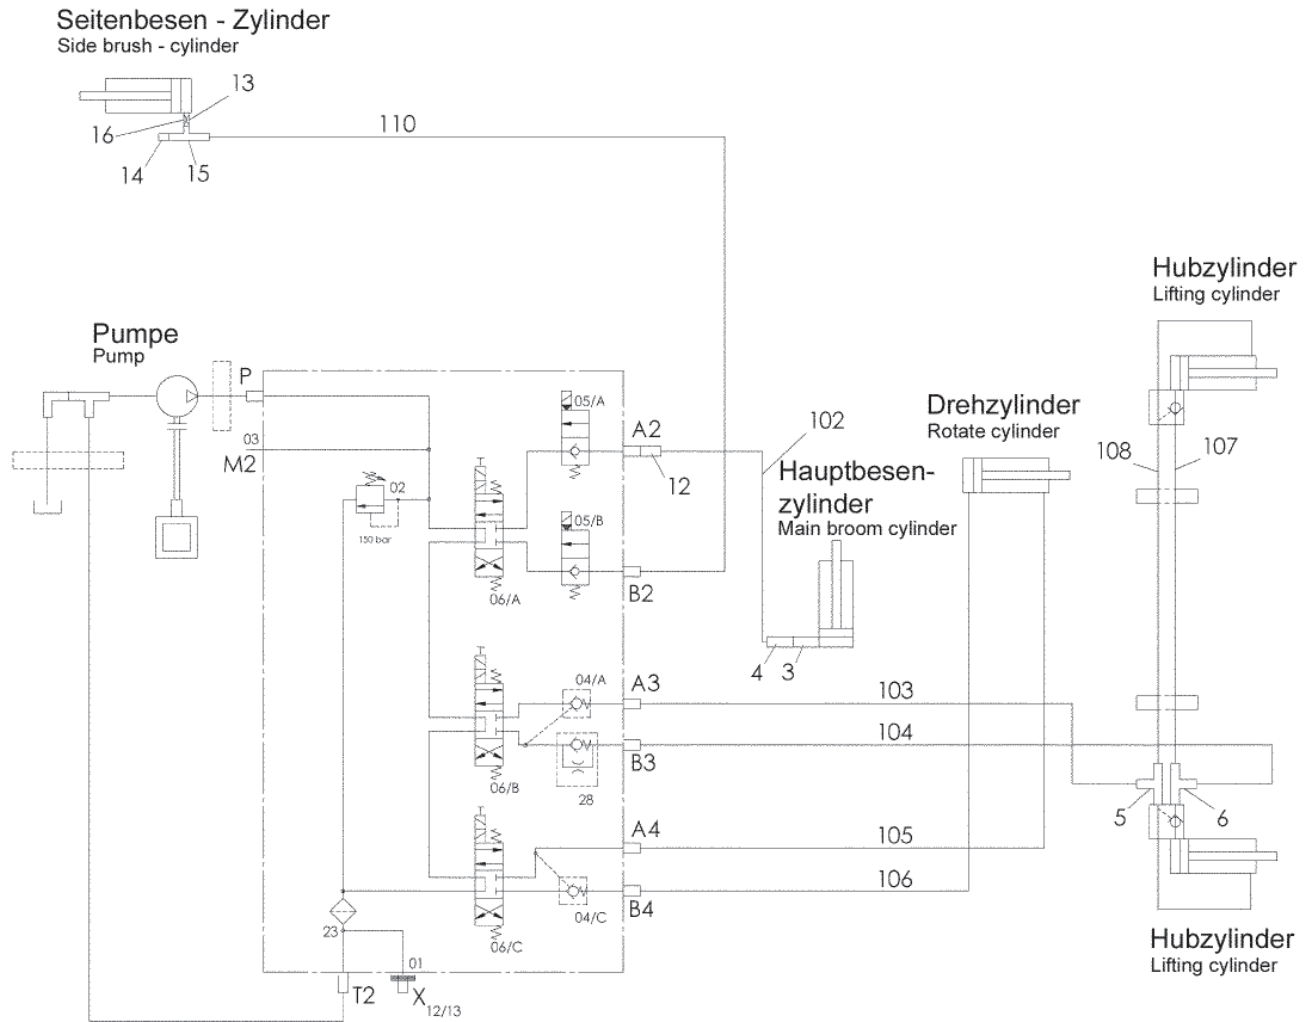 Seitenbesen - Zylinder
Side brush - cylinder
13
16
110
14
15
Hubzylinder
Lifting cylinder
Pumpe
Pump
P
05/A
A2
102
Drehzylinder
Rotate cylinder
03
M2
12
Hauptbesen-
zylinder
Main broom cylinder
108
107
02
150 bar
05/B
06/A
B2
4
3
04/A
A3
103
104
B3
06/B
28
5
6
A4
105
106
04/C
B4
23
06/C
01
T2
X
12/13
Hubzylinder
Lifting cylinder